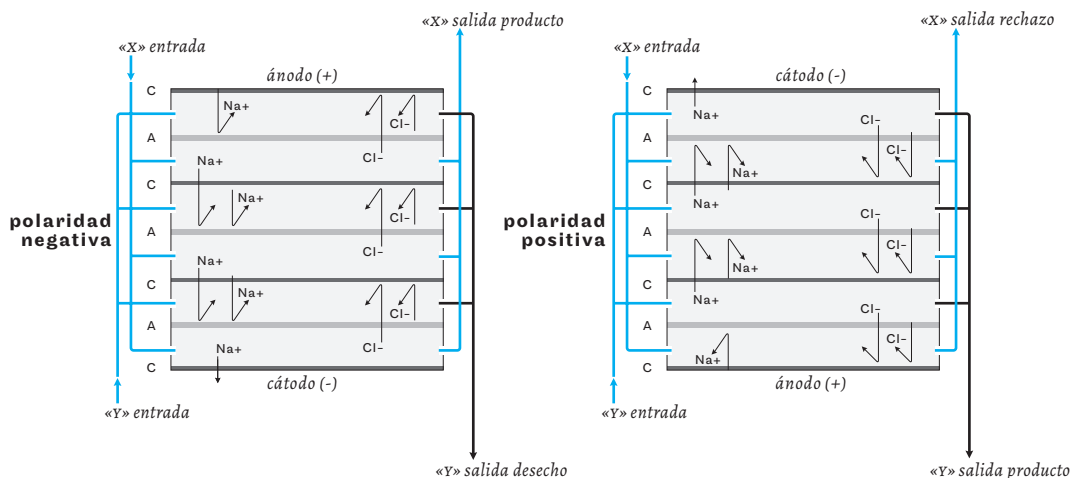 «X» salida producto
«X» entrada
ánodo (+)
C
Na+
Cl-
A
Cl-
Na+
C
Na+
Cl-
polaridad
negativa
A
Cl-
Na+
C
Na+
Cl-
A
Cl-
Na+
C
cátodo (-)
«Y» entrada
«Y» salida desecho
«X» salida rechazo
«X» entrada
cátodo (-)
C
Na+
Cl-
A
Cl-
Na+
C
Na+
Cl-
polaridad
positiva
A
Cl-
Na+
C
Na+
Cl-
A
Cl-
Na+
C
ánodo (+)
«Y» entrada
«Y» salida producto